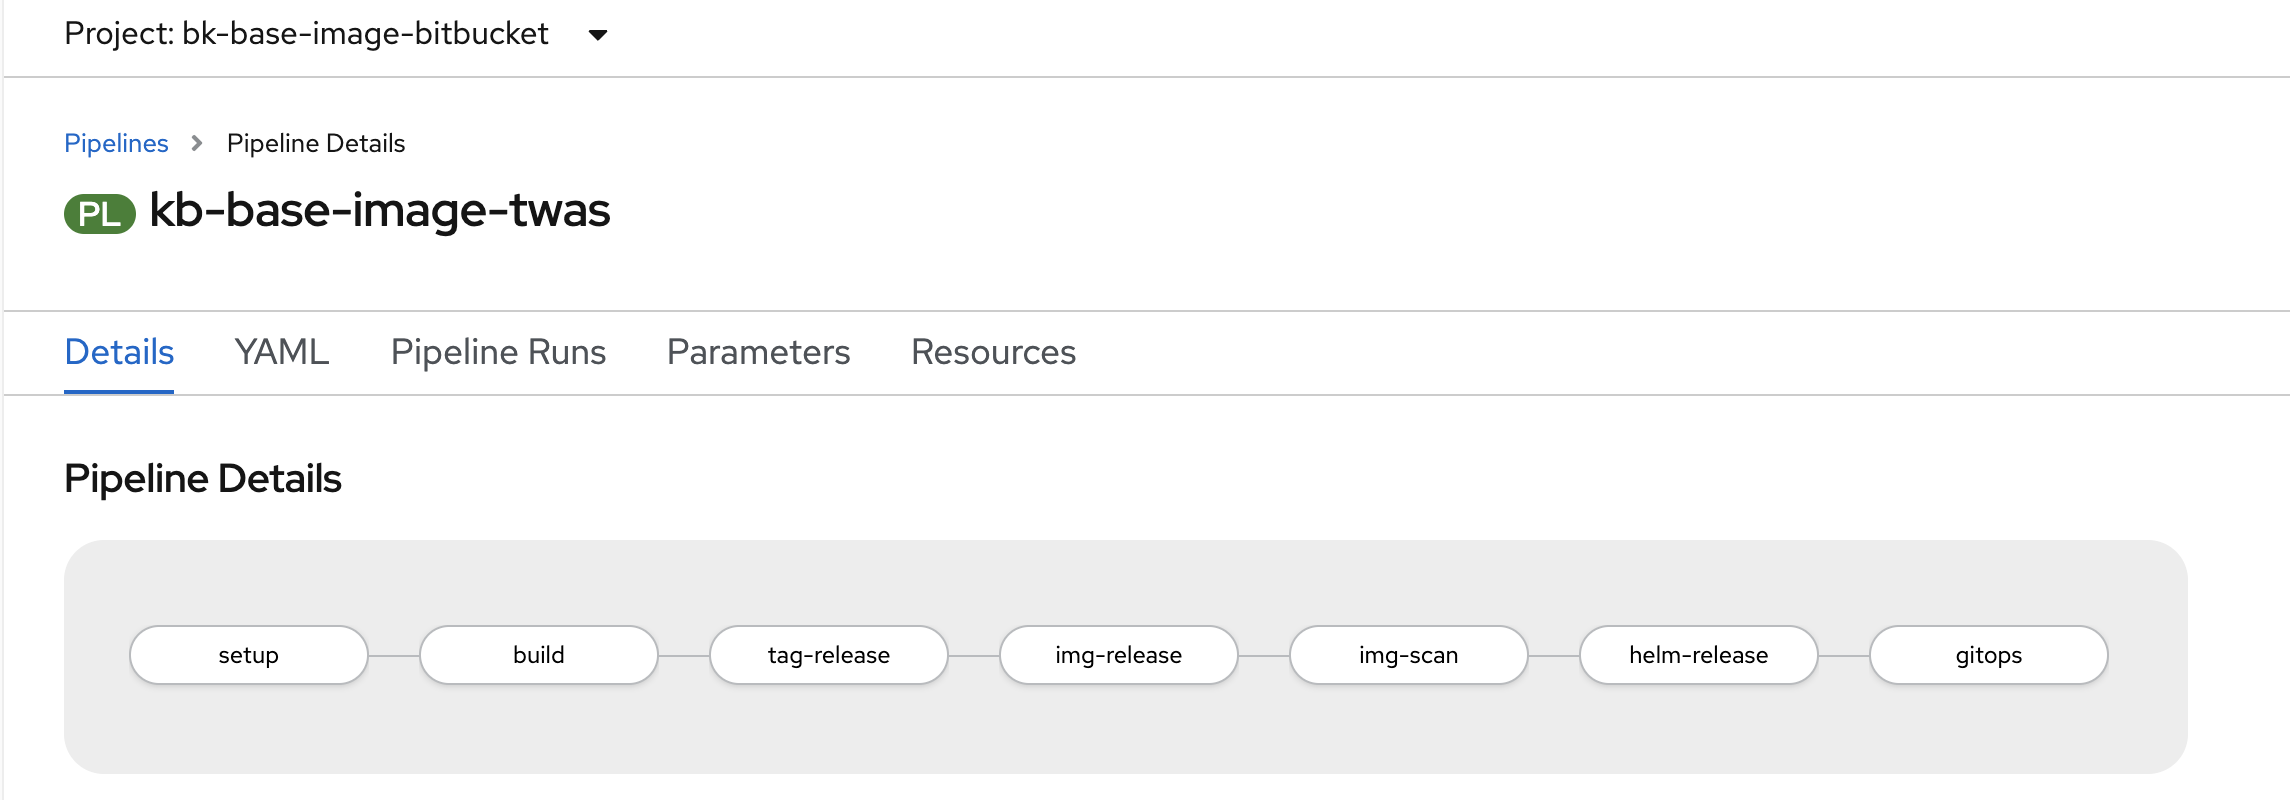 Project: bk-base-image-bitbucket
Pipelines Pipeline Details
PL kb-base-image-twas
Details YAML Pipeline Runs Parameters Resources
Pipeline Details
setup build tag-release img-release img-scan helm-release gitops